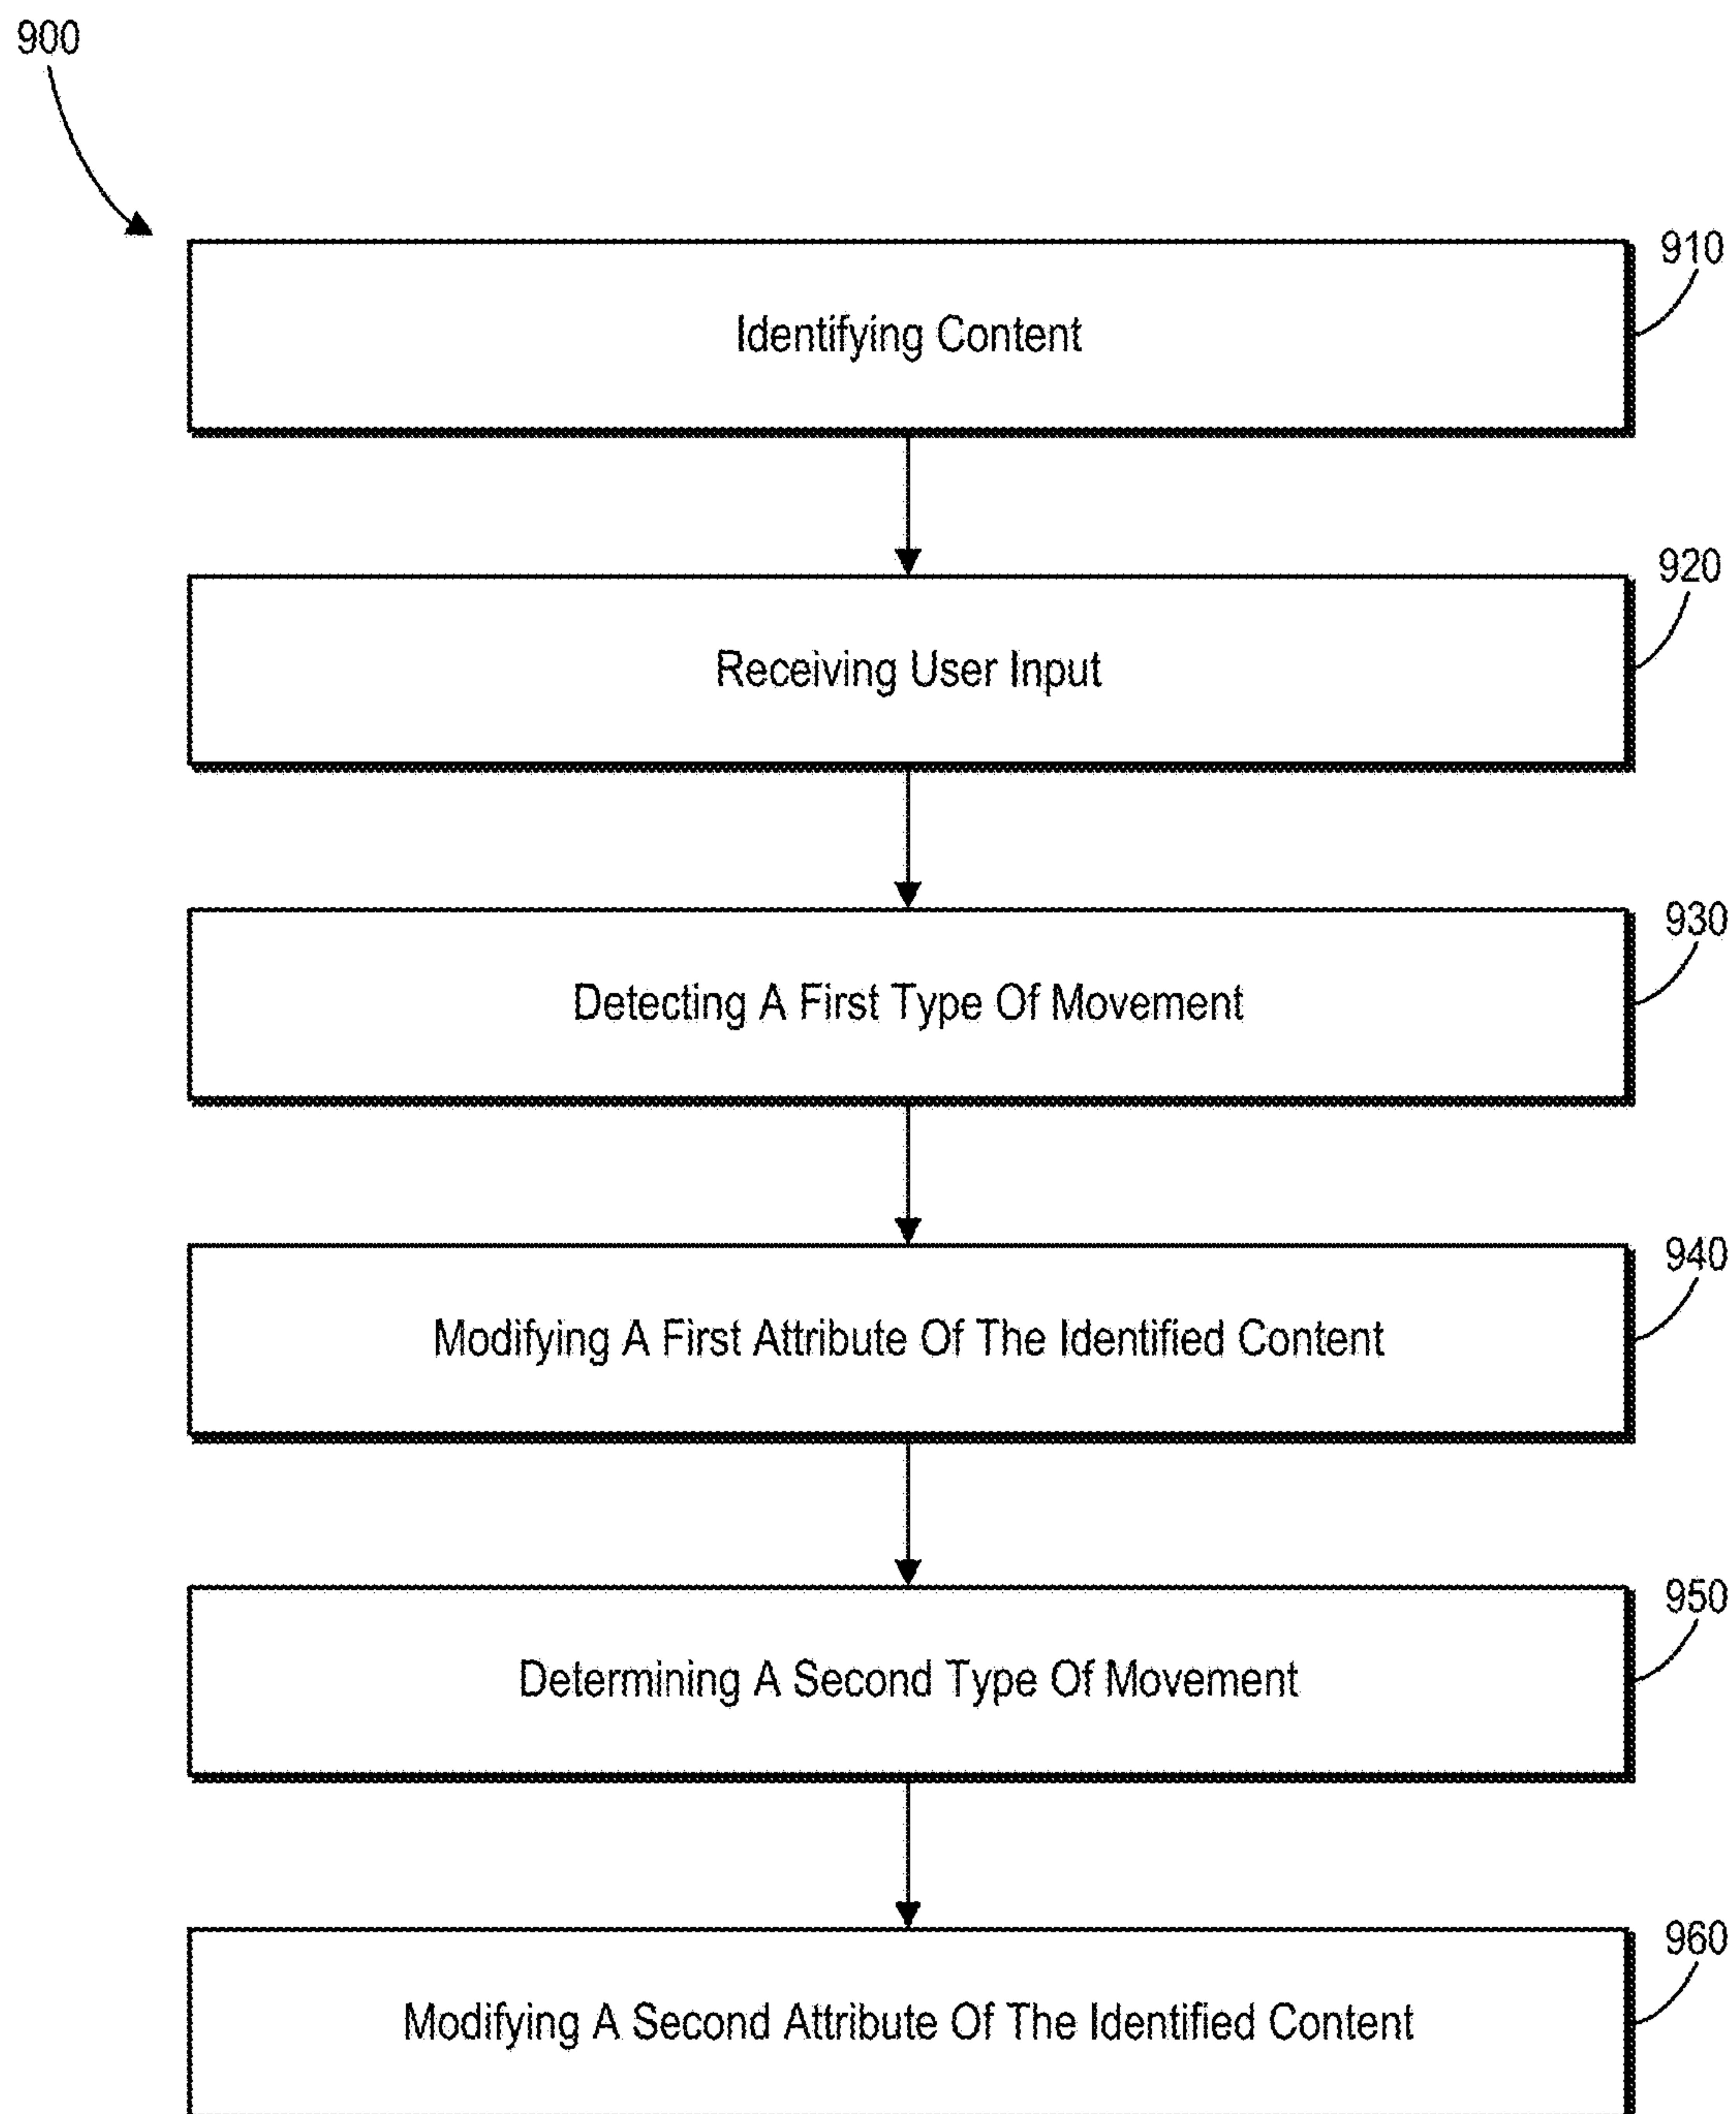 900
910
Identifying Content
920
Receiving User Input
930
Detecting A First Type Of Movement
940
Modifying A First Attribute Of The Identified Content
950
Determining A Second Type Of Movement
960
Modifying A Second Attribute Of The Identified Content